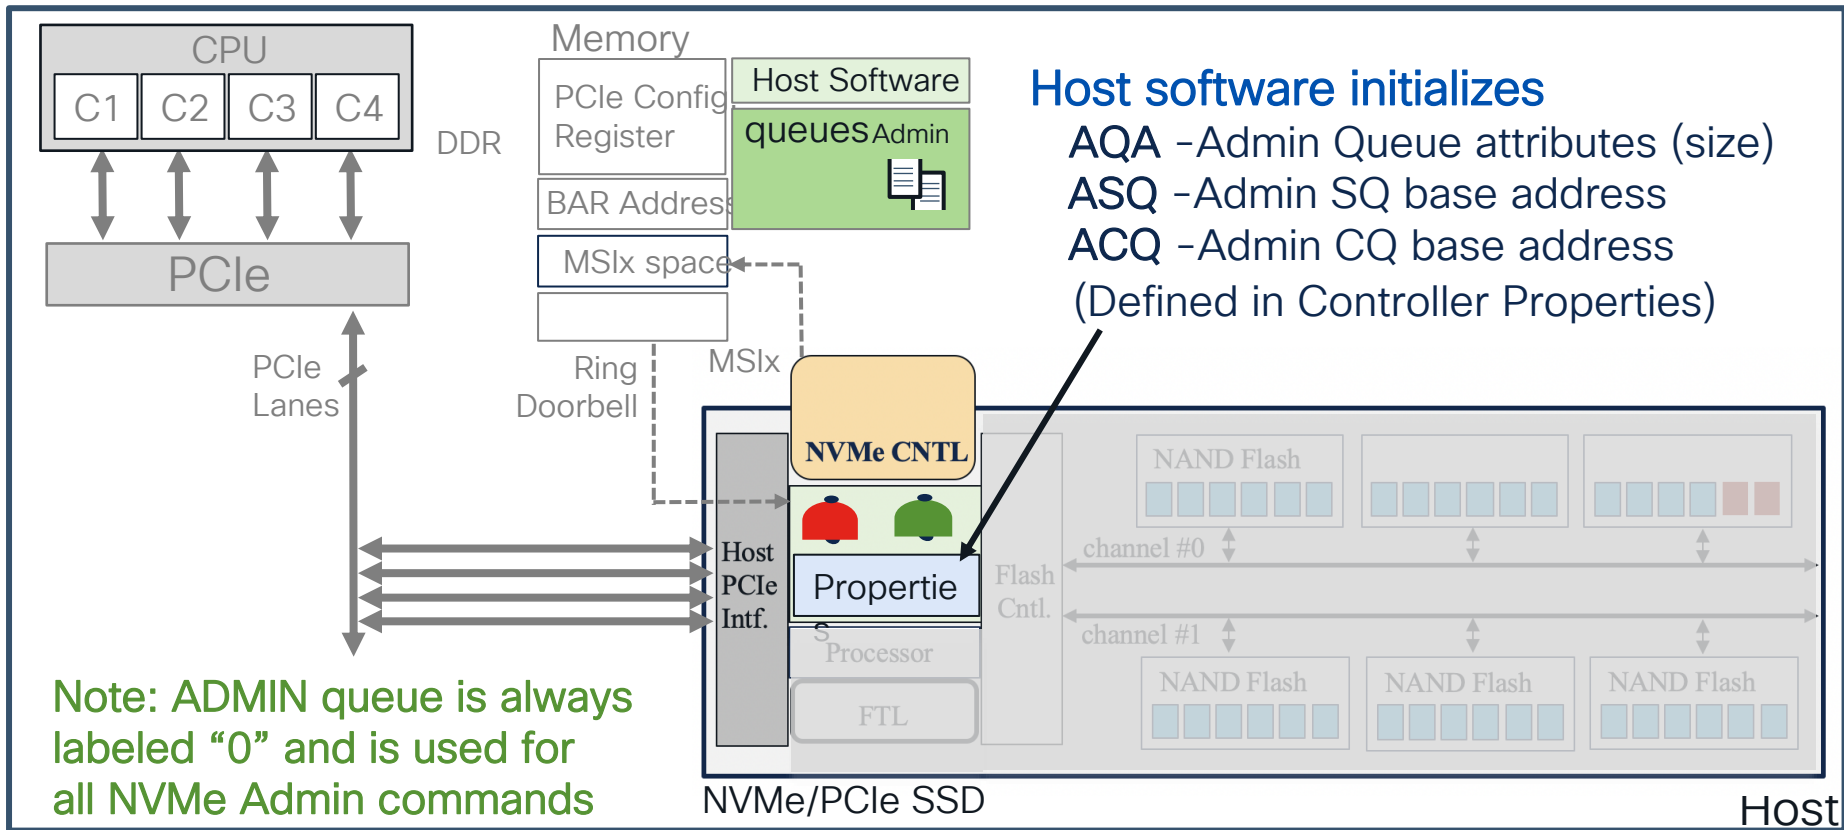 CPU
C1 C2 C3 C4
DDR
PCIe
PCIe
Lanes
Memory
PCIe Config
Register
BAR Address
MSIx space
Host Software
queues Admin
Ring
Doorbell
MSIx
Host software initializes
AQA -Admin Queue attributes (size)
ASQ -Admin SQ base address
ACQ -Admin CQ base address
(Defined in Controller Properties)
NVMe CNTL
Host
PCIe
Intf.
Propertie
s
Processor
FTL
Flash
Cntl.
NAND Flash
channel #0
channel #1
NAND Flash
NAND Flash
NAND Flash
Note: ADMIN queue is always
labeled “0” and is used for
all NVMe Admin commands
NVMe/PCIe SSD
Host